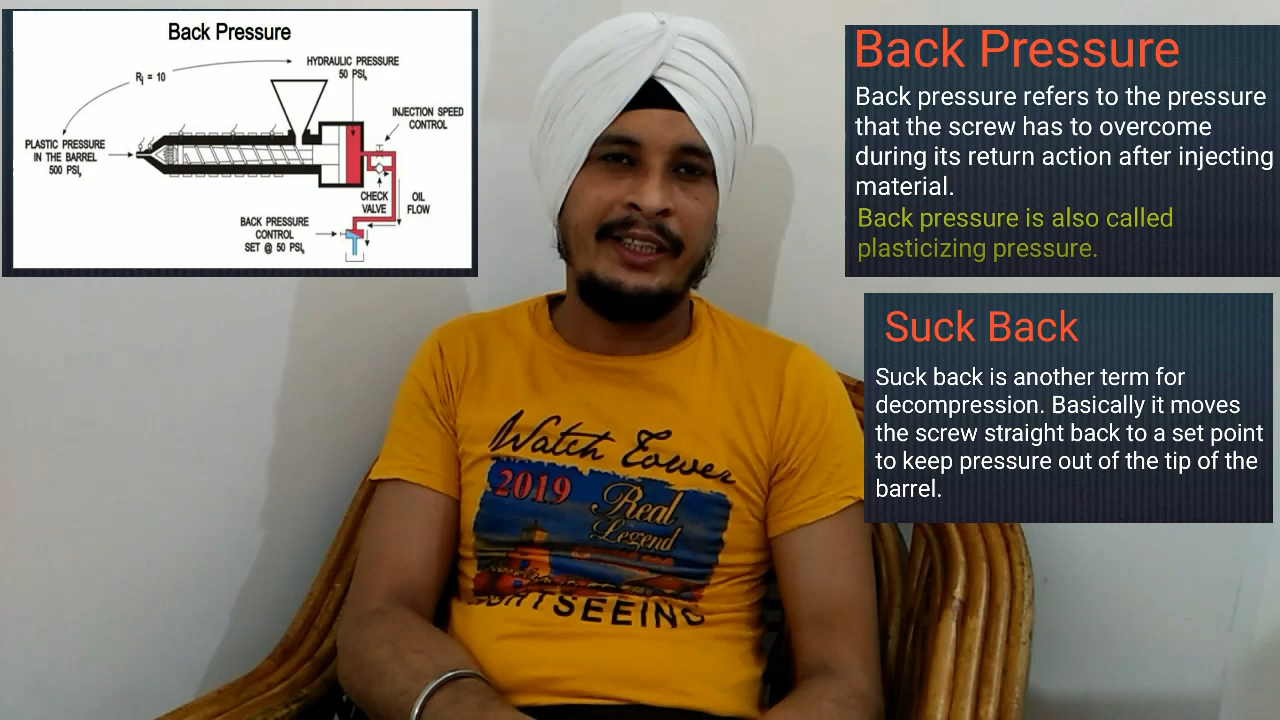 Back Pressure
HYDRAULIC PRESSURE
50 PSI
R = 10
INJECTION SPEED
CONTROL
PLASTIC PRESSURE
IN THE BARREL
500 PSI
CHECK
VALVE
OIL
FLOW
BACK PRESSURE
CONTROL
SET @ 50 PSI
Back Pressure
Back pressure refers to the pressure
that the screw has to overcome
during its return action after injecting
material.
Back pressure is also called
plasticizing pressure.
Suck Back
Suck back is another term for
decompression. Basically it moves
the screw straight back to a set point
to keep pressure out of the tip of the
barrel.
Watch Tower
2019
Real
Legend